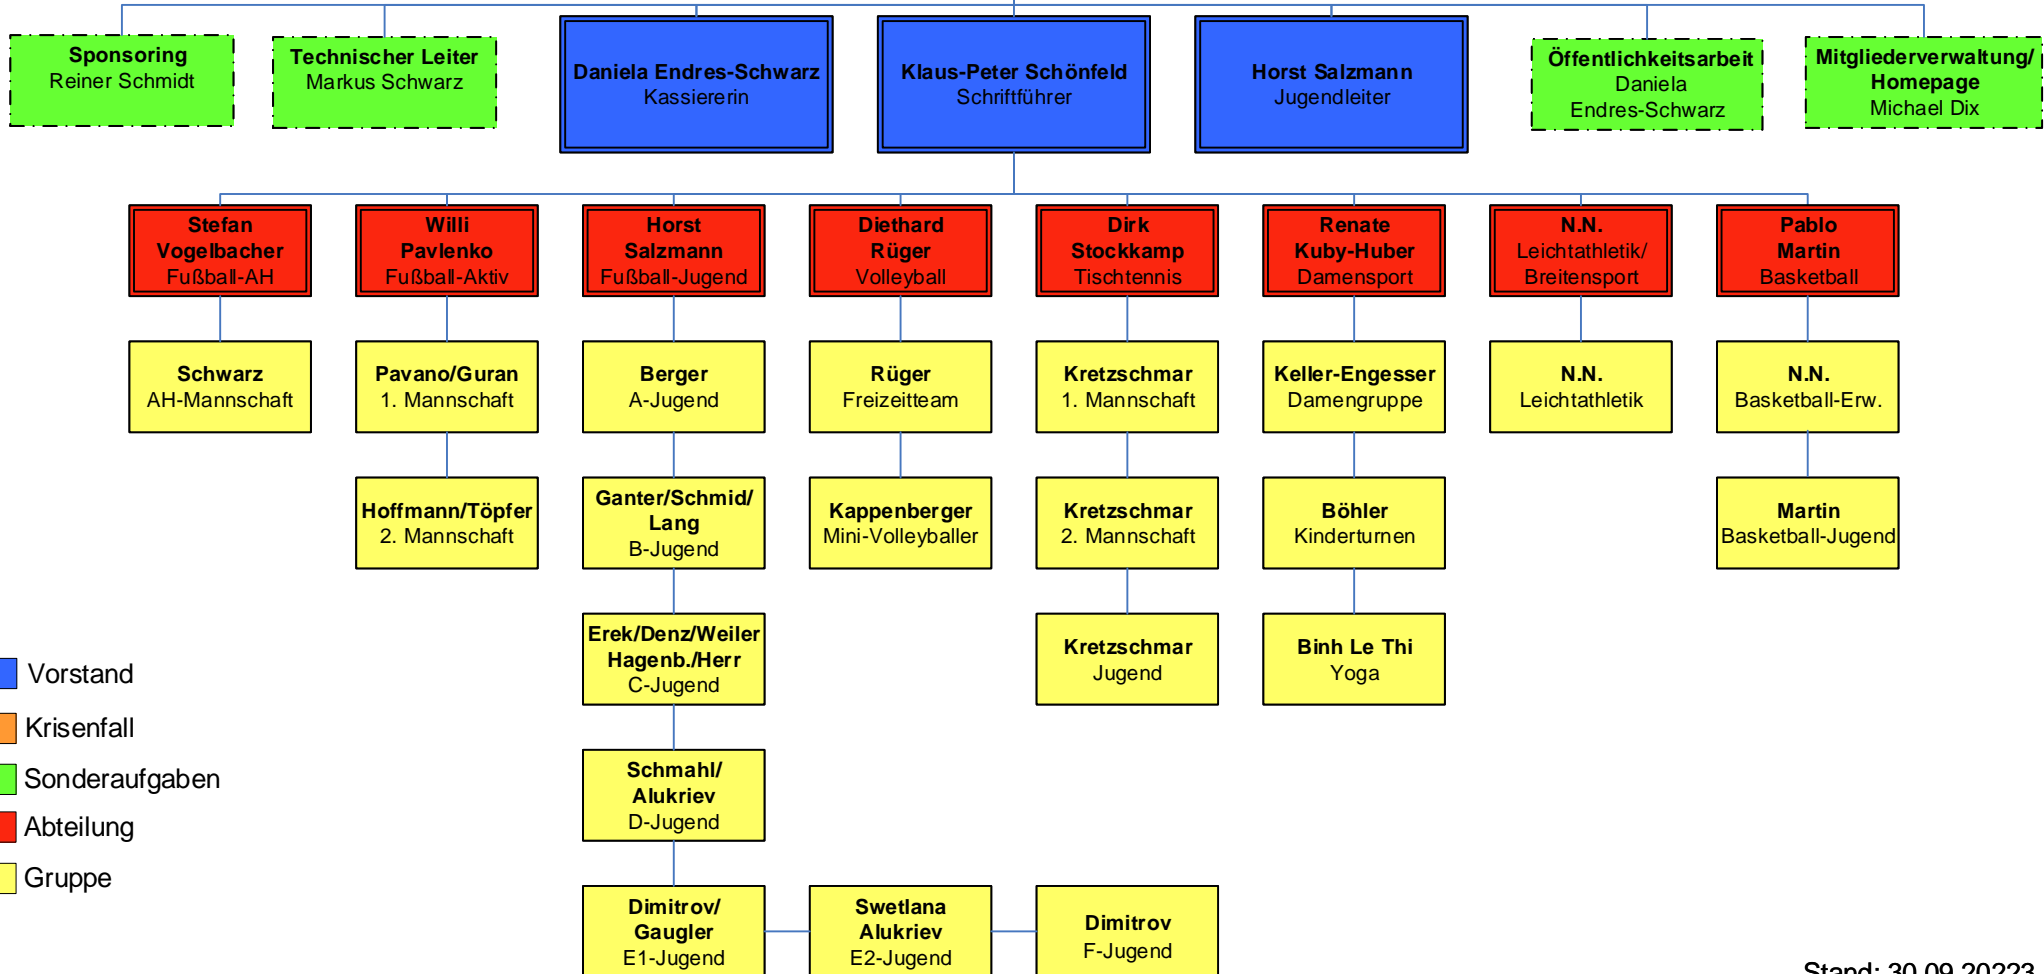 Sponsoring
Reiner Schmidt
Technischer Leiter
Markus Schwarz
Daniela Endres-Schwarz
Kassiererin
Klaus-Peter Schönfeld
Schriftführer
Horst Salzmann
Jugendleiter
Öffentlichkeitsarbeit
Daniela
Endres-Schwarz
Mitgliederverwaltung/
Homepage
Michael Dix
Stefan
Vogelbacher
Fußball-AH
Willi
Pavlenko
Fußball-Aktiv
Horst
Salzmann
Fußball-Jugend
Diethard
Rüger
Volleyball
Dirk
Stockkamp
Tischtennis
Renate
Kuby-Huber
Damensport
N.N.
Leichtathletik/
Breitensport
Pablo
Martin
Basketball
Schwarz
AH-Mannschaft
Pavano/Guran
1. Mannschaft
Berger
A-Jugend
Rüger
Freizeitteam
Kretzschmar
1. Mannschaft
Keller-Engesser
Damengruppe
N.N.
Leichtathletik
N.N.
Basketball-Erw.
Hoffmann/Töpfer
2. Mannschaft
Ganter/Schmid/
Lang
B-Jugend
Kappenberger
Mini-Volleyballer
Kretzschmar
2. Mannschaft
Böhler
Kinderturnen
Martin
Basketball-Jugend
Erek/Denz/Weiler
Hagenb./Herr
C-Jugend
Kretzschmar
Jugend
Binh Le Thi
Yoga
Schmahl/
Alukriev
D-Jugend
Dimitrov/
Gaugler
E1-Jugend
Swetlana
Alukriev
E2-Jugend
Dimitrov
F-Jugend
Vorstand
Krisenfall
Sonderaufgaben
Abteilung
Gruppe
Stand: 30.09.20223